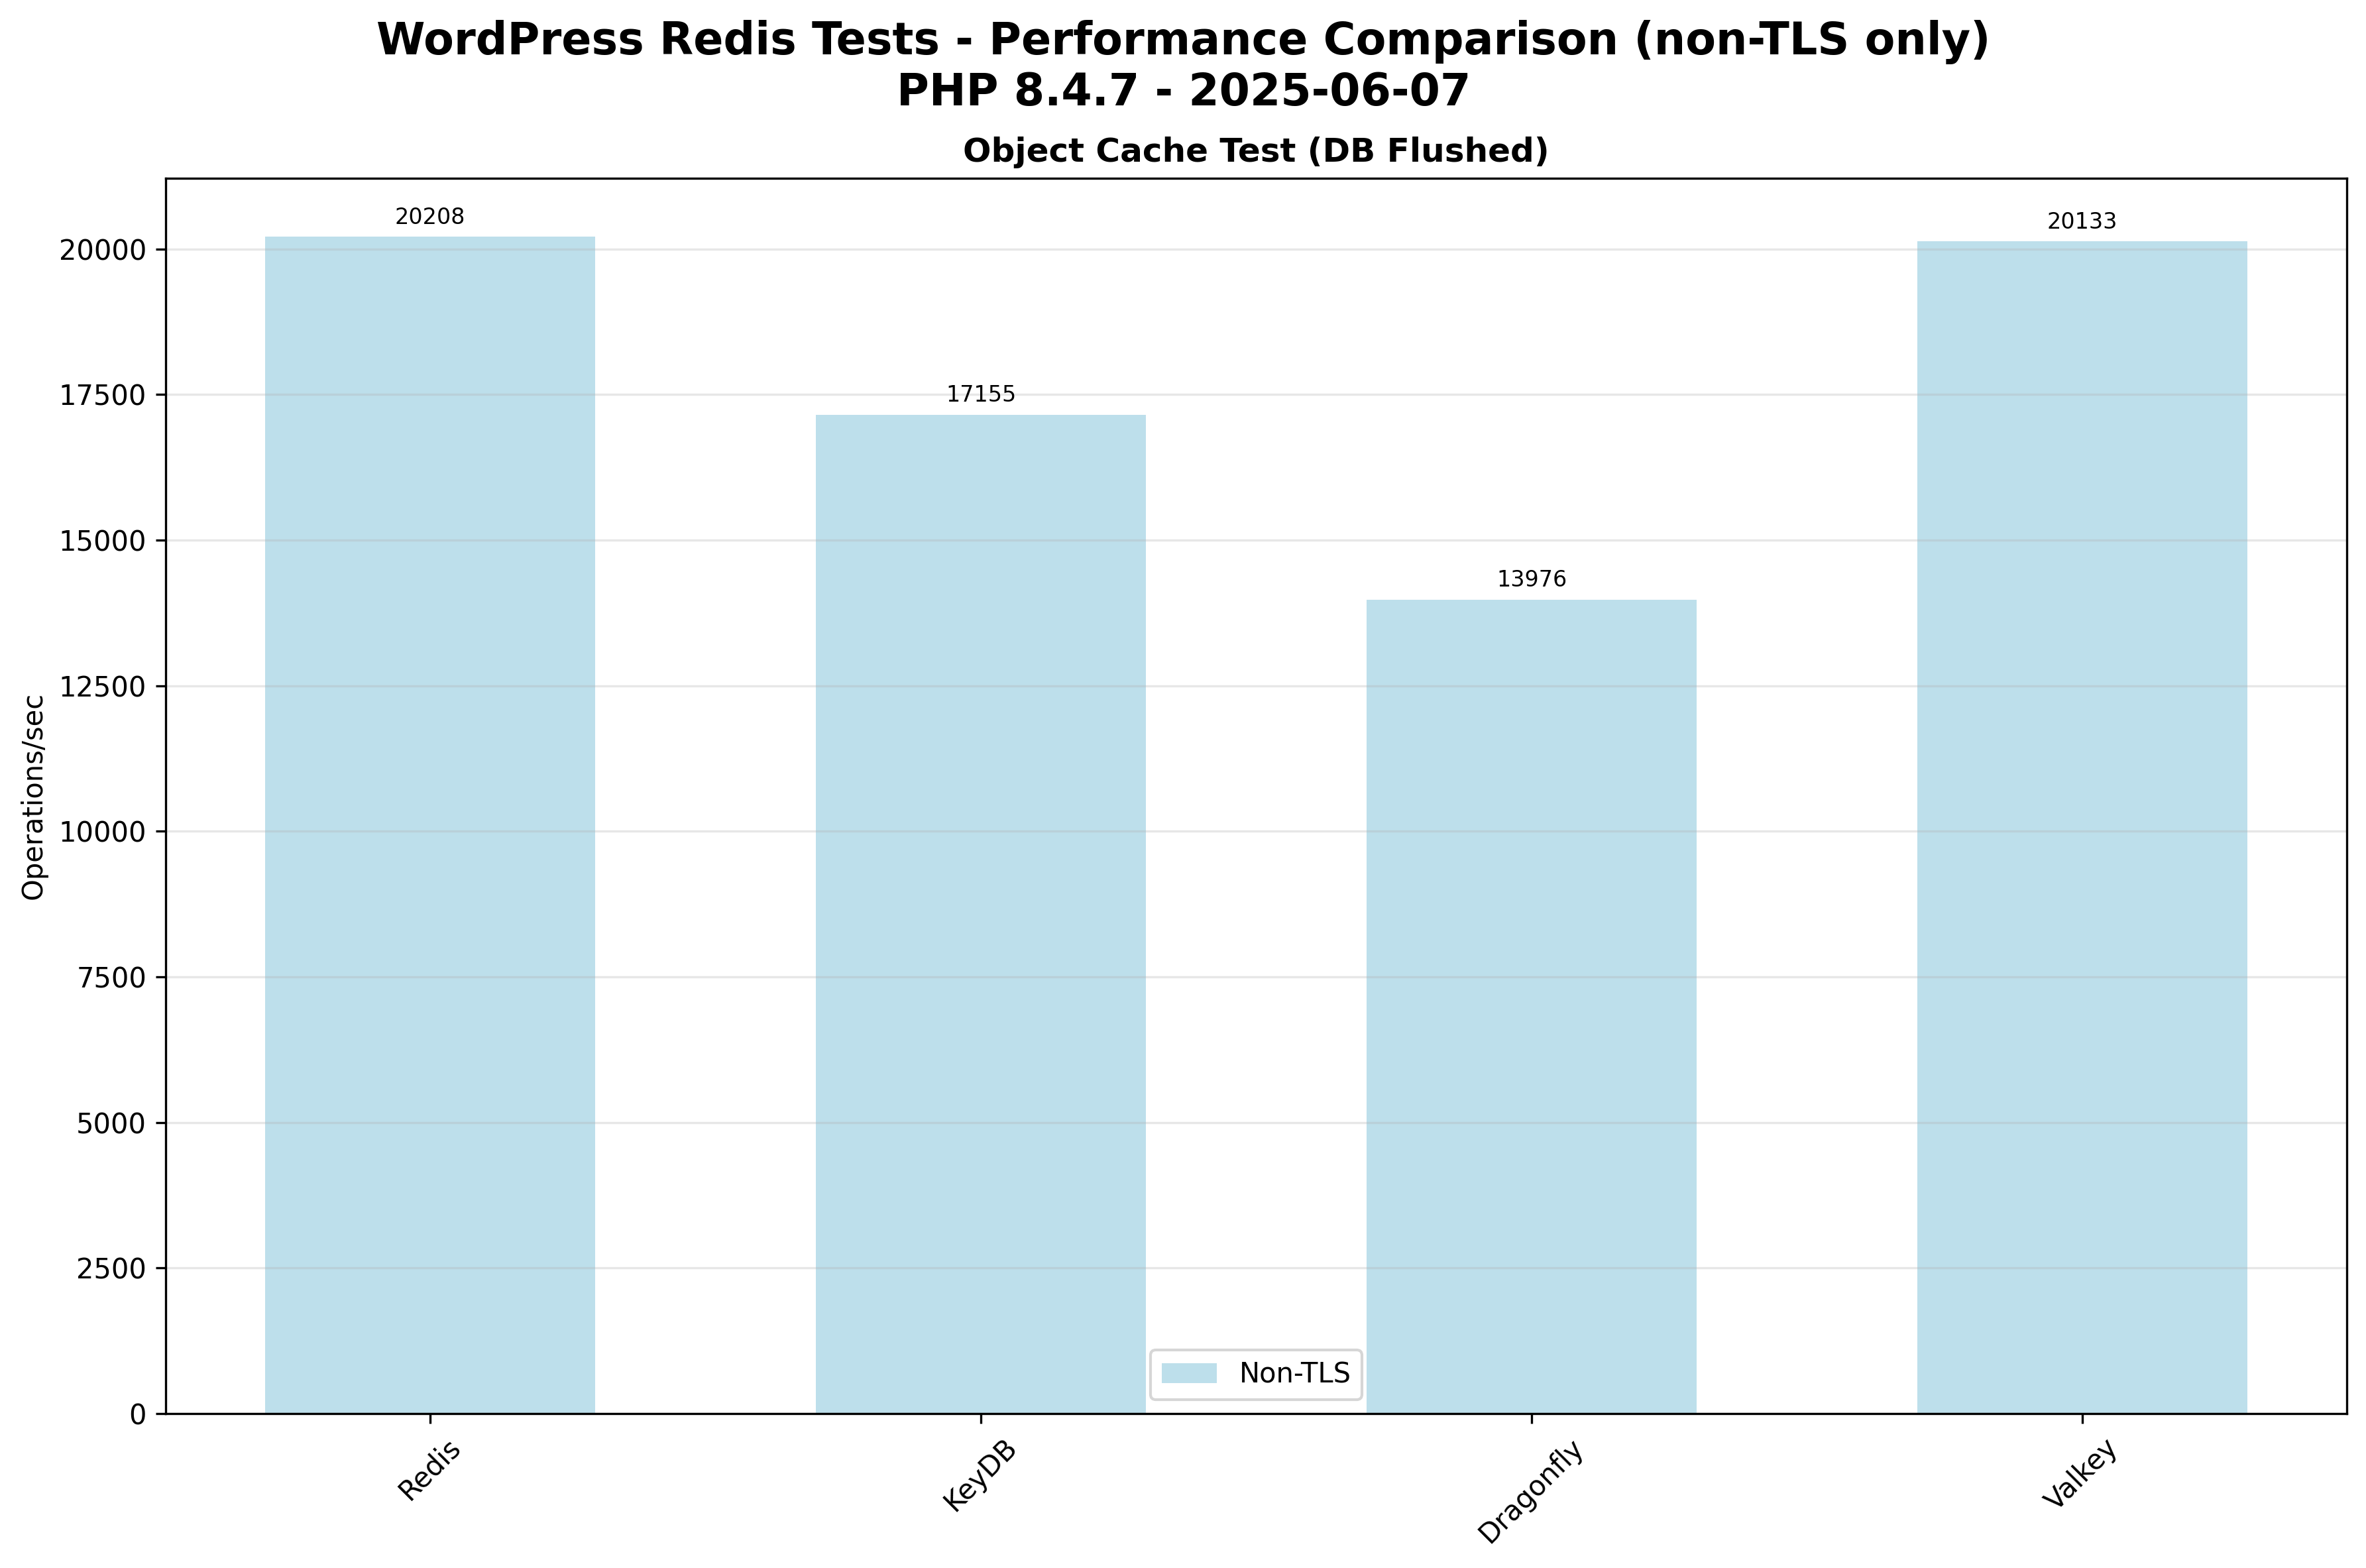 WordPress Redis Tests - Performance Comparison (non-TLS only)
PHP 8.4.7 - 2025-06-07
Object Cache Test (DB Flushed)
20208
17155
13976
20133
20000
17500
15000
12500
10000
7500
5000
2500
0
Operations/sec
Non-TLS
Redis
KeyDB
Dragonfly
Valkey